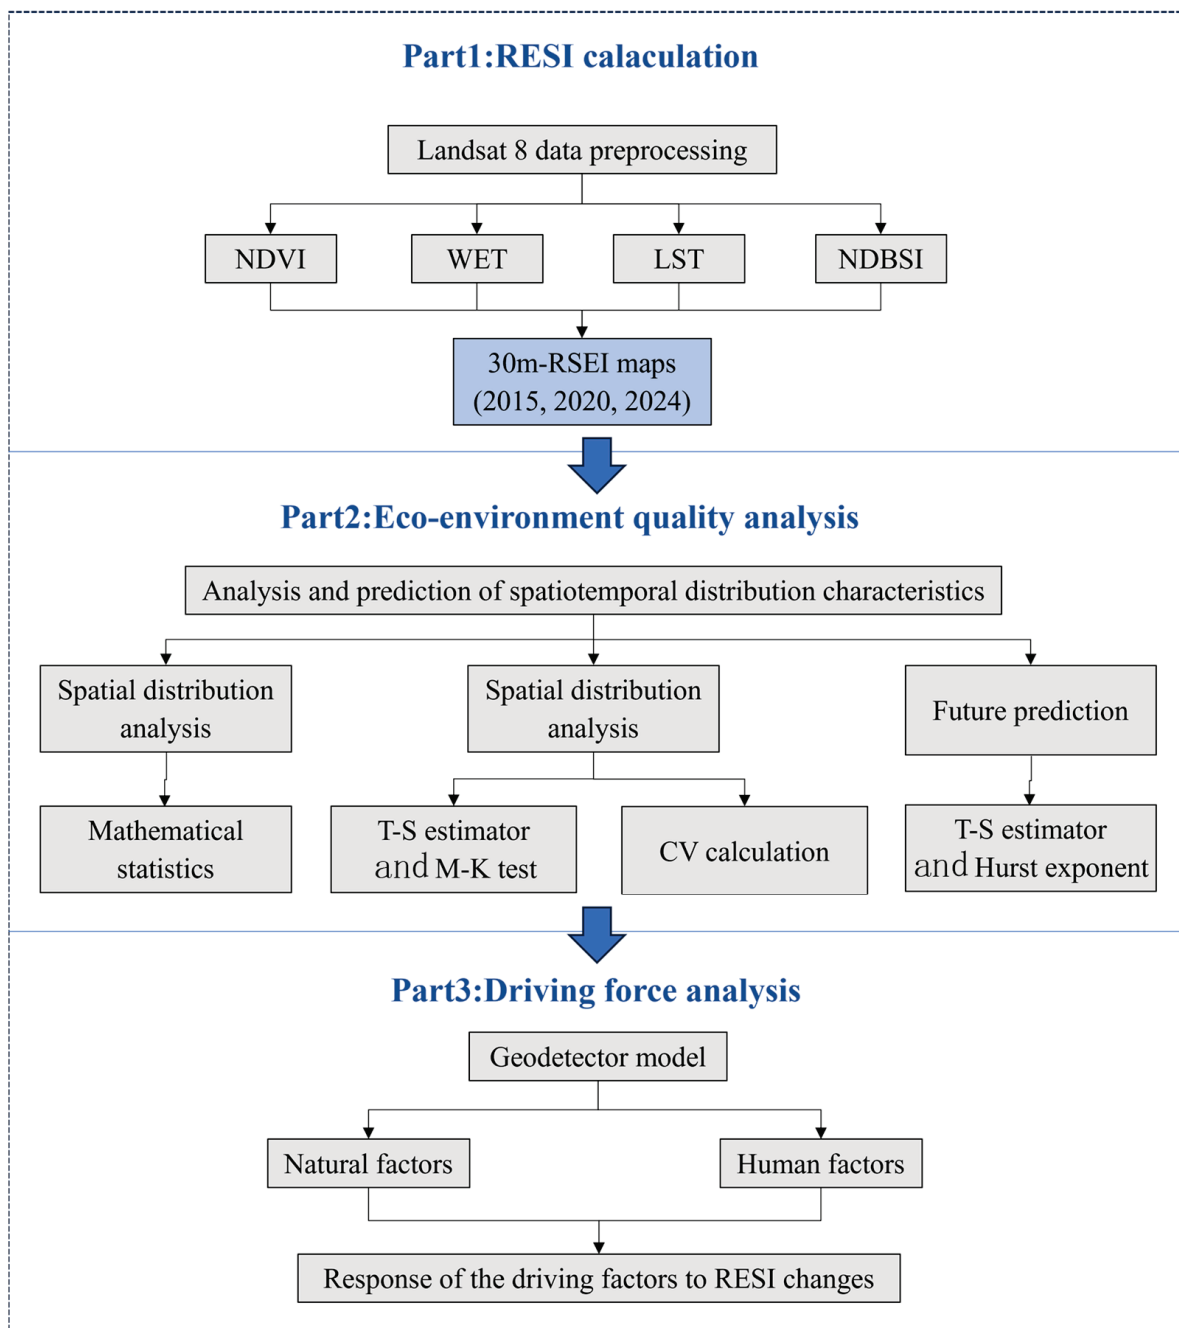 Part1:RESI calaculation
Landsat 8 data preprocessing
NDVI
WET
LST
NDBSI
30m-RSEI maps
(2015, 2020, 2024)
Part2:Eco-environment quality analysis
Analysis and prediction of spatiotemporal distribution characteristics
Spatial distribution
analysis
Spatial distribution
analysis
Future prediction
Mathematical
statistics
T-S estimator
and M-K test
CV calculation
T-S estimator
and Hurst exponent
Part3:Driving force analysis
Geodetector model
Natural factors
Human factors
Response of the driving factors to RESI changes